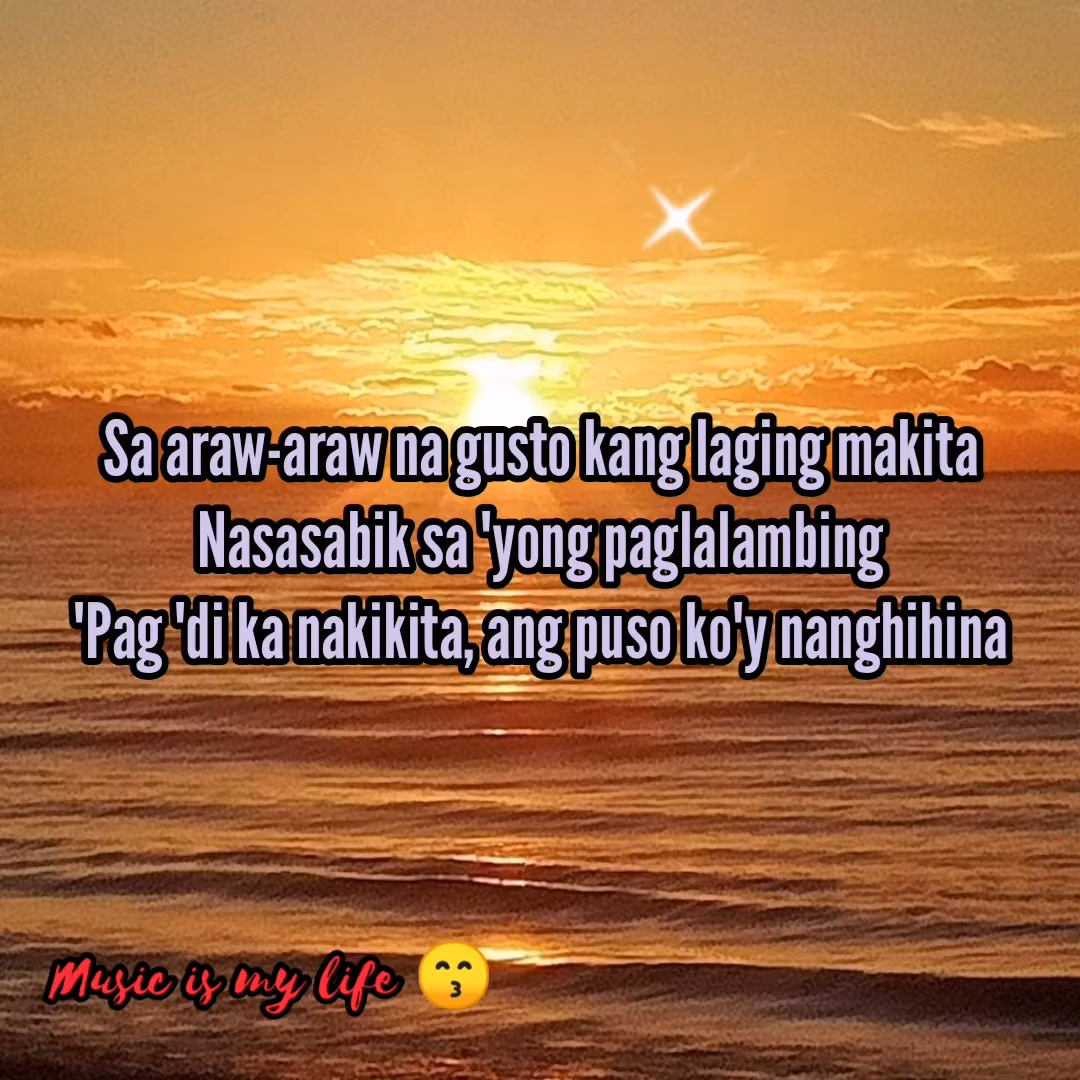 Sa araw-araw na gusto kang laging makita
Nasasabik sa 'yong paglalambing
'Pag 'di ka nakikita, ang puso ko'y nanghihina
Music is my life 😙